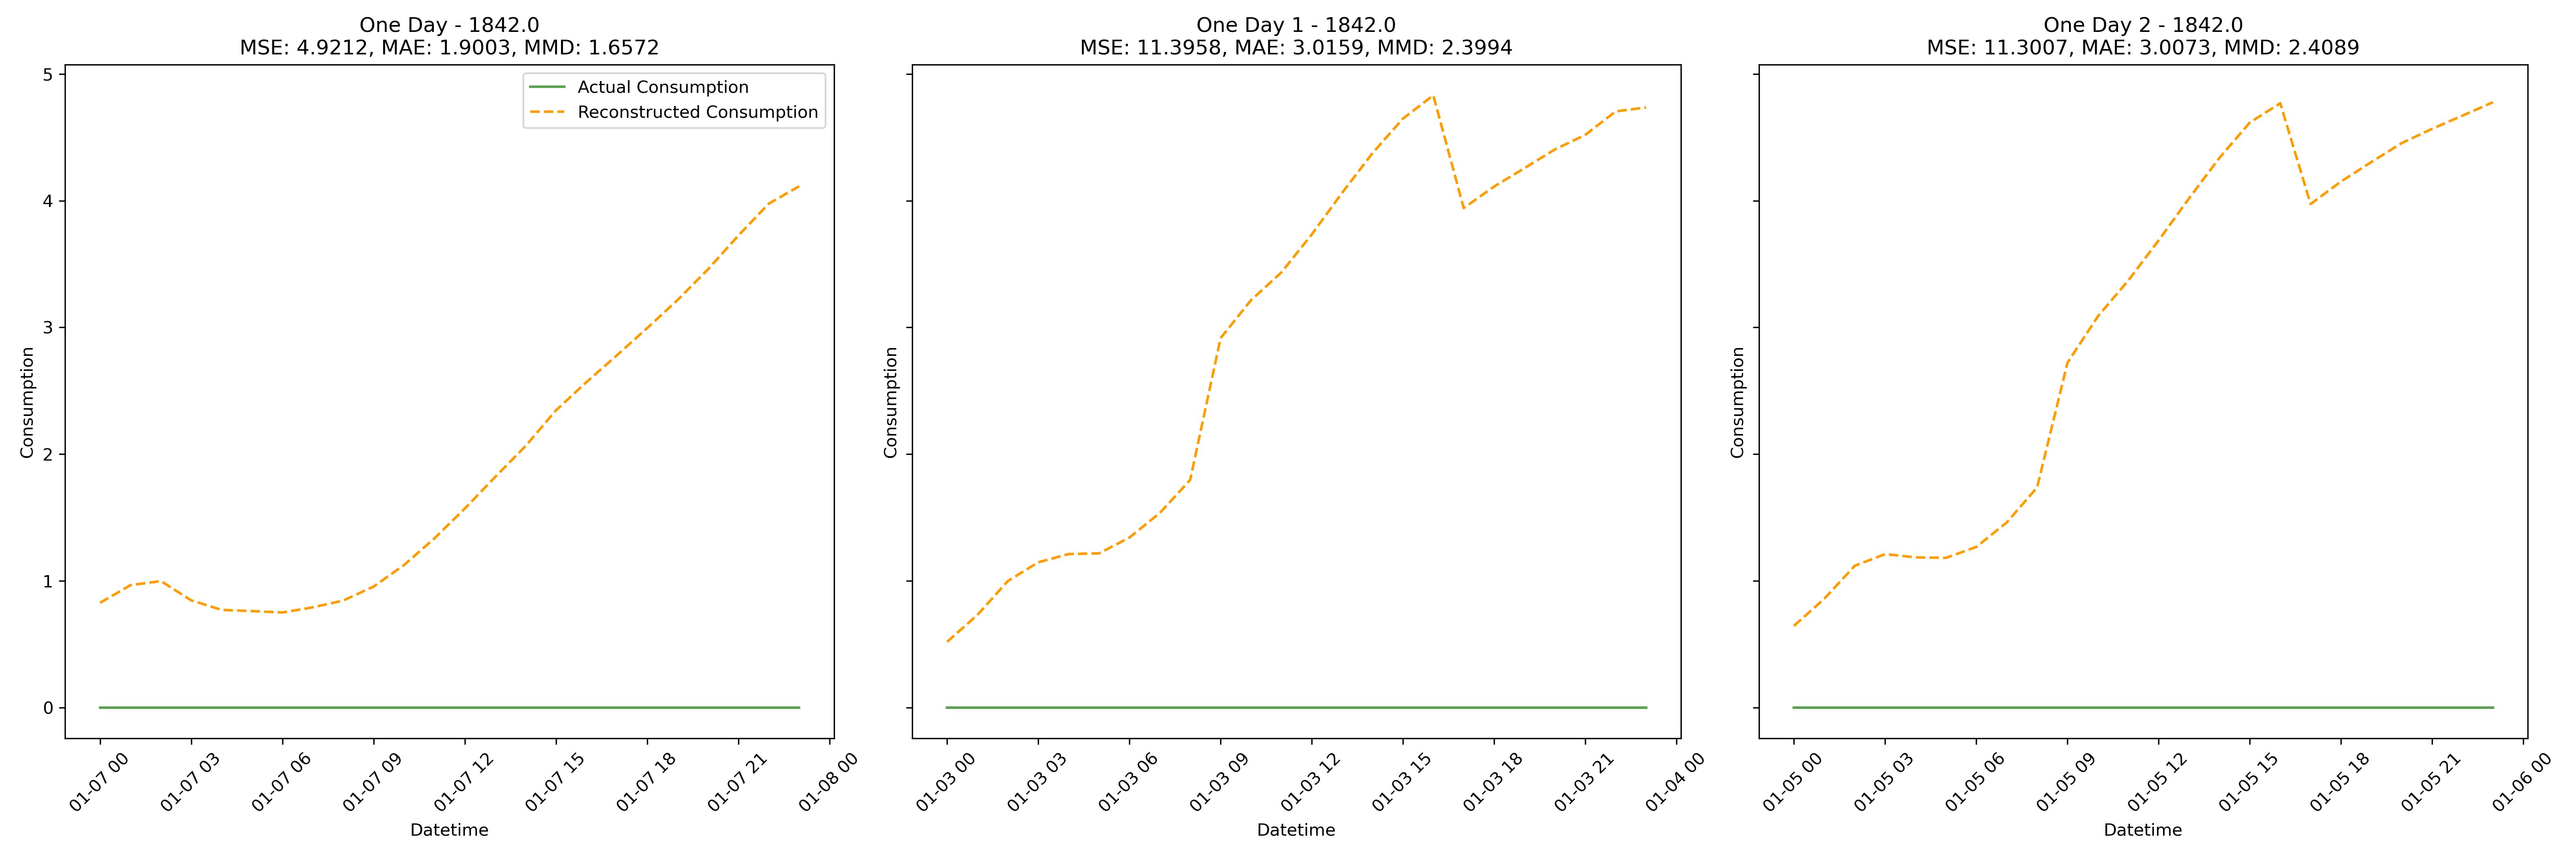 One Day - 1842.0
MSE: 4.9212, MAE: 1.9003, MMD: 1.6572
Actual Consumption
Reconstructed Consumption
Consumption
5
4
3
2
1
0
01-07 00
01-07 03
01-07 06
01-07 09
01-07 12
01-07 15
01-07 18
01-07 21
01-08 00
Datetime
One Day 1 - 1842.0
MSE: 11.3958, MAE: 3.0159, MMD: 2.3994
Consumption
01-03 00
01-03 03
01-03 06
01-03 09
01-03 12
01-03 15
01-03 18
01-03 21
01-04 00
Datetime
One Day 2 - 1842.0
MSE: 11.3007, MAE: 3.0073, MMD: 2.4089
Consumption
01-05 00
01-05 03
01-05 06
01-05 09
01-05 12
01-05 15
01-05 18
01-05 21
01-06 00
Datetime